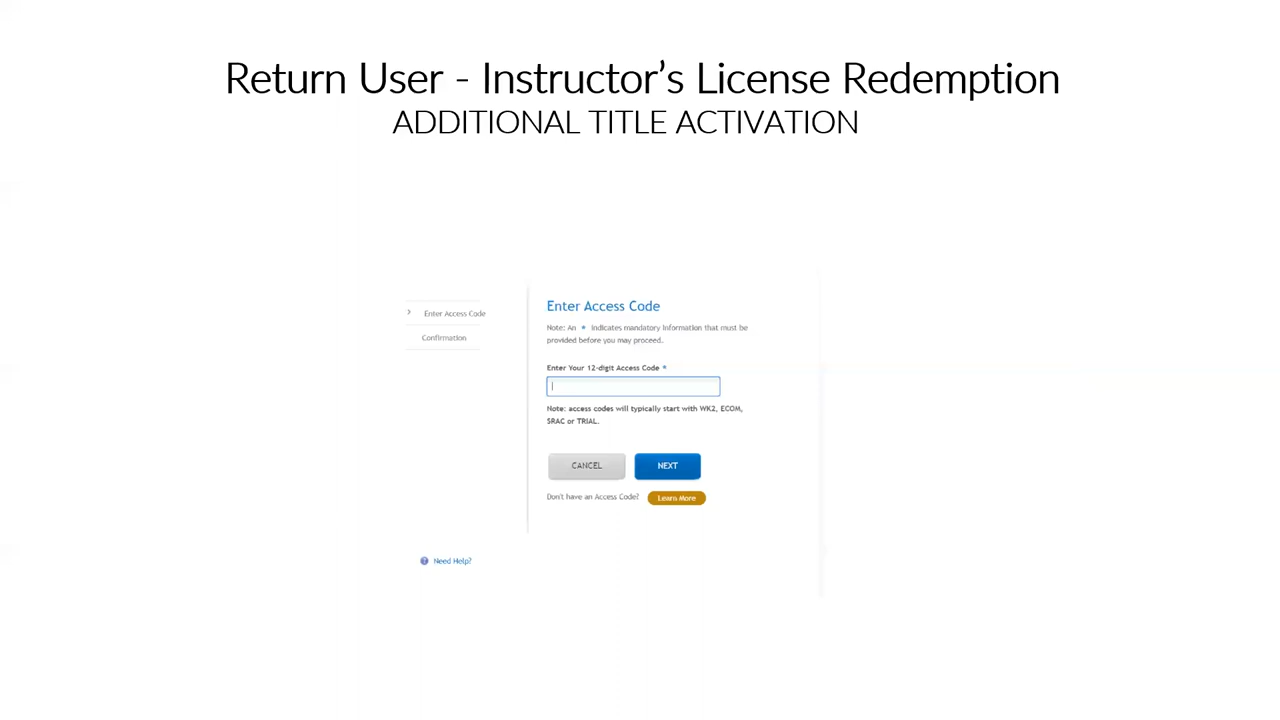 Return User - Instructor's License Redemption
ADDITIONAL TITLE ACTIVATION
Enter Access Code
Confirmation
Need Help?
Enter Access Code
Note: An * indicates mandatory information that must be
provided before you may proceed.
Enter Your 12-digit Access Code *
Note: access codes will typically start with WK2, ECOM,
SRAC or TRIAL.
CANCEL NEXT
Don't have an Access Code? Learn More